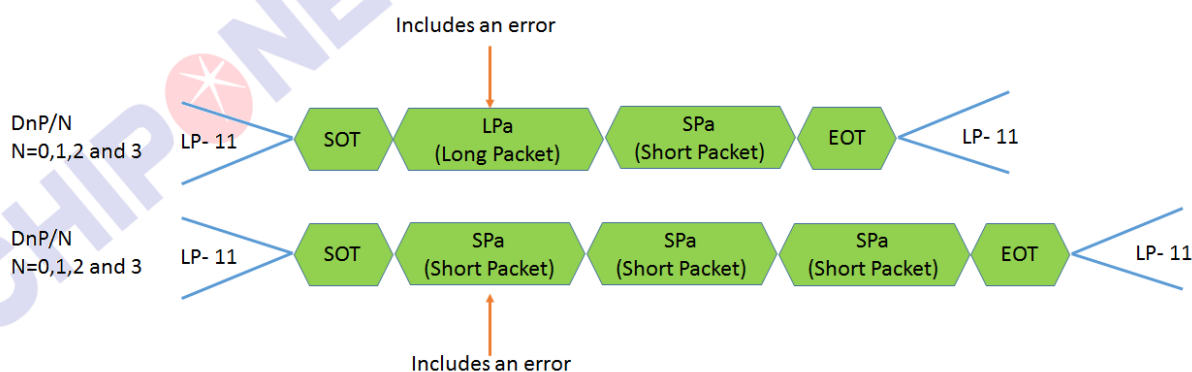 Includes an error
DnP/N
N=0,1,2 and 3
LP- 11
SOT
LPa
(Long Packet)
SPa
(Short Packet)
EOT
LP- 11
DnP/N
N=0,1,2 and 3
LP- 11
SOT
SPa
(Short Packet)
SPa
(Short Packet)
SPa
(Short Packet)
EOT
LP- 11
Includes an error
CHIPONE